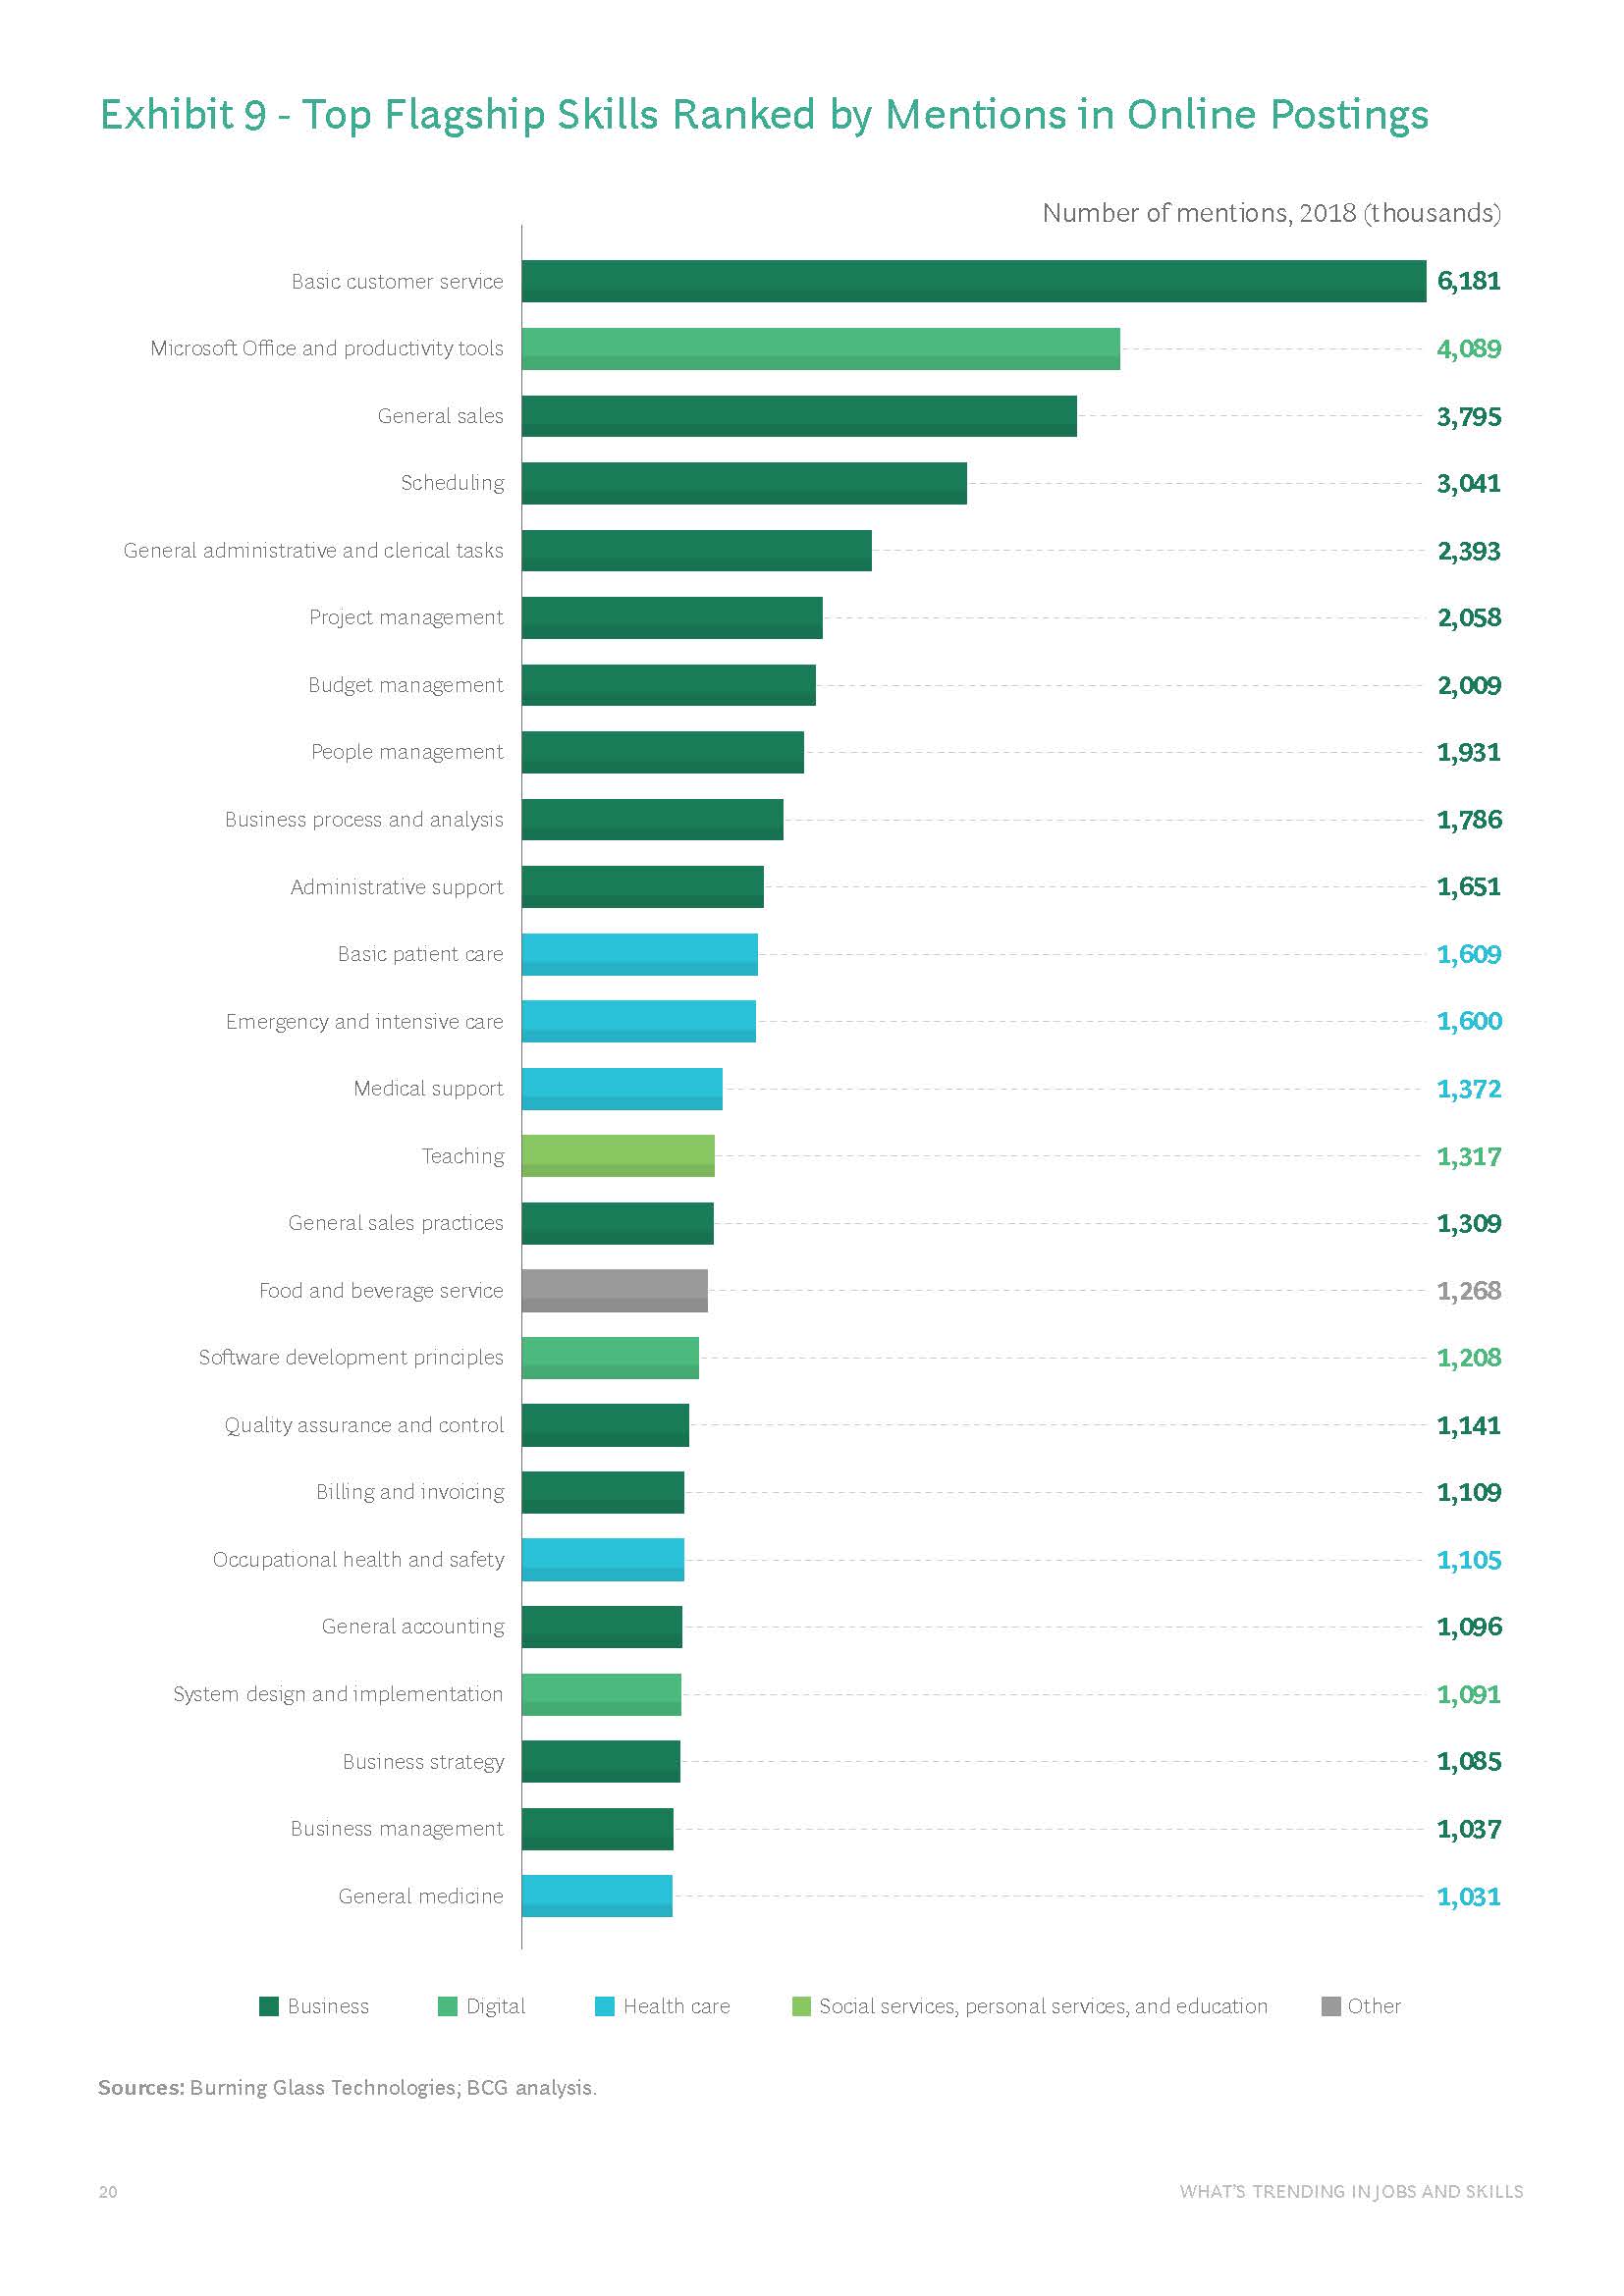 Exhibit 9 - Top Flagship Skills Ranked by Mentions in Online Postings
Number of mentions, 2018 (thousands)
Basic customer service 6,181
Microsoft Office and productivity tools 4,089
General sales 3,795
Scheduling 3,041
General administrative and clerical tasks 2,393
Project management 2,058
Budget management 2,009
People management 1,931
Business process and analysis 1,786
Administrative support 1,651
Basic patient care 1,609
Emergency and intensive care 1,600
Medical support 1,372
Teaching 1,317
General sales practices 1,309
Food and beverage service 1,268
Software development principles 1,208
Quality assurance and control 1,141
Billing and invoicing 1,109
Occupational health and safety 1,105
General accounting 1,096
System design and implementation 1,091
Business strategy 1,085
Business management 1,037
General medicine 1,031
Business Digital Health care Social services, personal services, and education Other
Sources: Burning Glass Technologies; BCG analysis.
20 WHAT'S TRENDING IN JOBS AND SKILLS